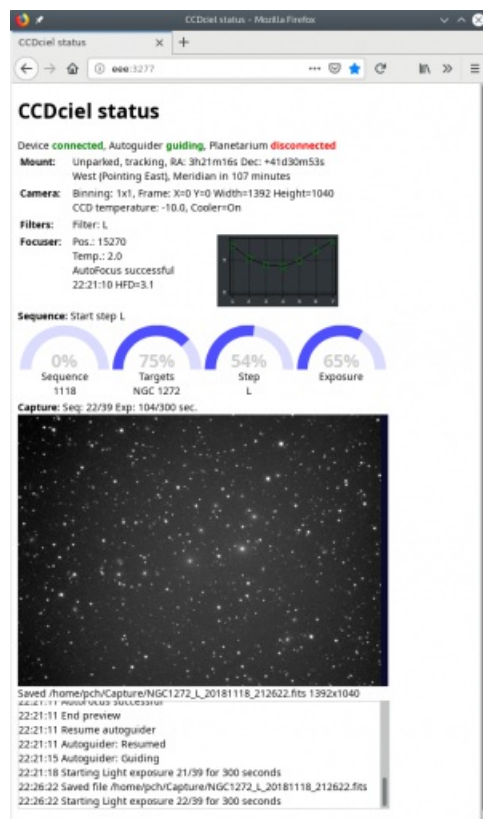 CCDciel status - Mozilla Firefox
CCDciel status
eee:3277
CCDciel status
Device connected, Autoguider guiding, Planetarium disconnected
Mount: Unparked, tracking, RA: 3h21m16s Dec: +41d30m53s
West (Pointing East), Meridian in 107 minutes
Camera: Binning: 1x1, Frame: X=0 Y=0 Width=1392 Height=1040
CCD temperature: -10.0, Cooler=On
Filters: Filter: L
Focuser: Pos.: 15270
Temp.: 2.0
AutoFocus successful
22:21:10 HFD=3.1
Sequence: Start step L
0% 75% 54% 65%
Sequence Targets Step Exposure
1118 NGC 1272 L
Capture: Seq: 22/39 Exp: 104/300 sec.
Saved /home/pch/Capture/NGC1272_L_20181118_212622.fits 1392x1040
22:21:11 AutoFocus successful
22:21:11 End preview
22:21:11 Resume autoguider
22:21:11 Autoguider: Resumed
22:21:15 Autoguider: Guiding
22:21:18 Starting Light exposure 21/39 for 300 seconds
22:26:22 Saved file /home/pch/Capture/NGC1272_L_20181118_212622.fits
22:26:22 Starting Light exposure 22/39 for 300 seconds